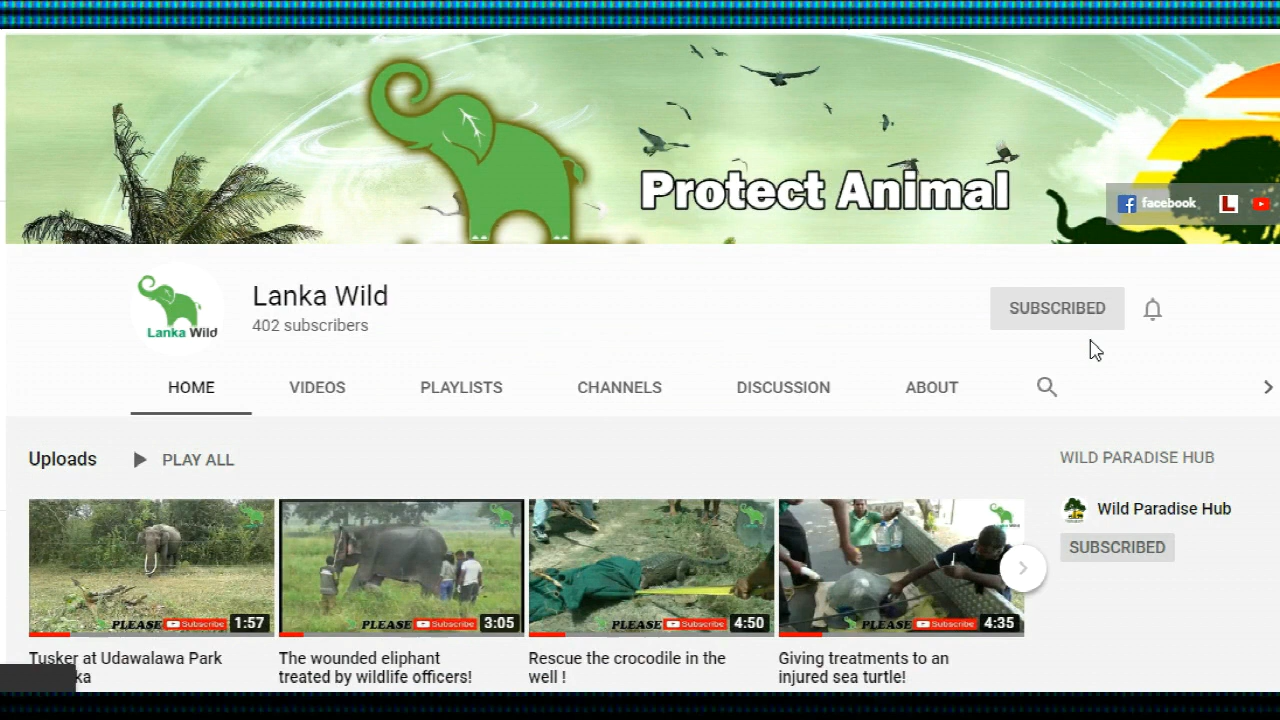 Protect Animal
facebook
L
Lanka Wild
Lanka Wild
402 subscribers
SUBSCRIBED
HOME
VIDEOS
PLAYLISTS
CHANNELS
DISCUSSION
ABOUT
Uploads
PLAY ALL
WILD PARADISE HUB
Wild Paradise Hub
SUBSCRIBED
PLEASE Subscribe 1:57
PLEASE Subscribe 3:05
PLEASE Subscribe 4:50
PLEASE Subscribe 4:35
Tusker at Udawalawa Park
ka
The wounded eliphant
treated by wildlife officers!
Rescue the crocodile in the
well !
Giving treatments to an
injured sea turtle!